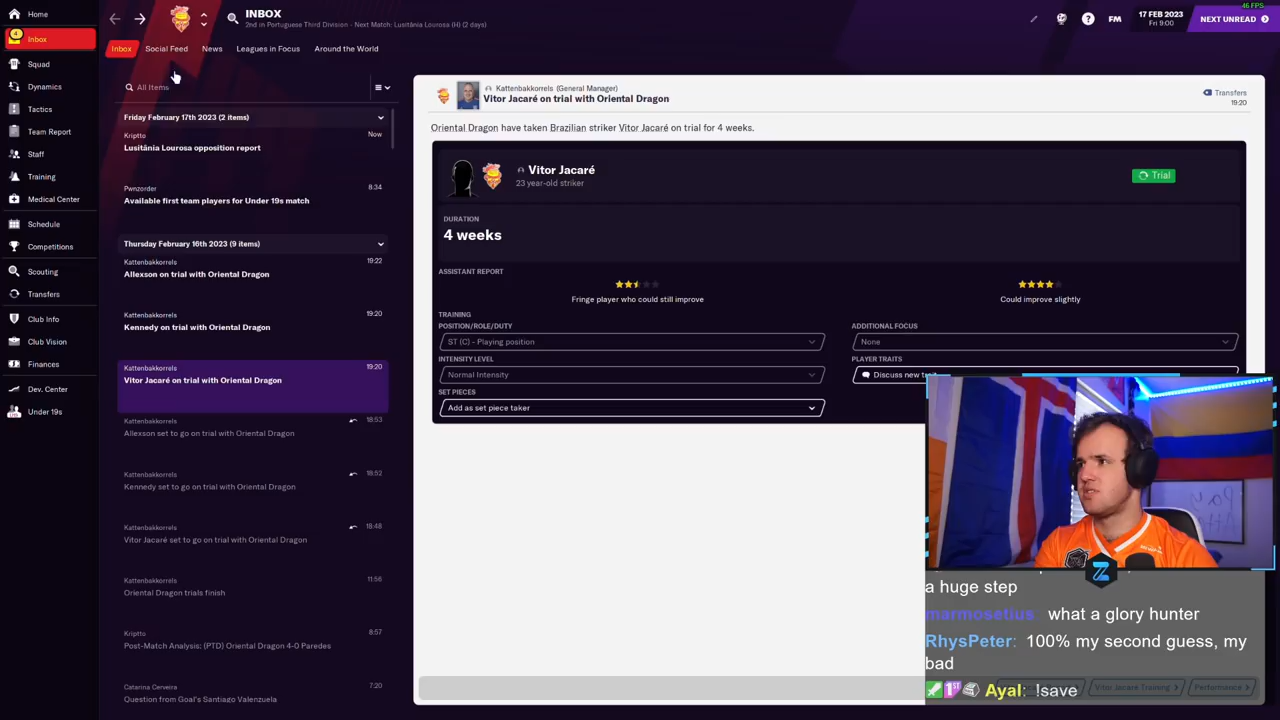 46 FPS
Home
4
Inbox
Squad
Dynamics
Tactics
Team Report
Staff
Training
Medical Center
Schedule
Competitions
Scouting
Transfers
Club Info
Club Vision
Finances
Dev. Center
Under 19s
INBOX
2nd in Portuguese Third Division - Next Match: Lusitânia Lourosa (H) (2 days)
FM
17 FEB 2023
Fri 9:00
NEXT UNREAD
Inbox
Social Feed
News
Leagues in Focus
Around the World
All Items
Friday February 17th 2023 (2 items)
Kriptto
Now
Lusitânia Lourosa opposition report
Pwnzorder
8:34
Available first team players for Under 19s match
Thursday February 16th 2023 (9 items)
Kattenbakkorrels
19:22
Allexson on trial with Oriental Dragon
Kattenbakkorrels
19:20
Kennedy on trial with Oriental Dragon
Kattenbakkorrels
19:20
Vitor Jacaré on trial with Oriental Dragon
Kattenbakkorrels
18:53
Allexson set to go on trial with Oriental Dragon
Kattenbakkorrels
18:52
Kennedy set to go on trial with Oriental Dragon
Kattenbakkorrels
18:48
Vitor Jacaré set to go on trial with Oriental Dragon
Kattenbakkorrels
11:56
Oriental Dragon trials finish
Kriptto
8:57
Post-Match Analysis: (PTD) Oriental Dragon 4-0 Paredes
Catarina Cerveira
7:20
Question from Goal's Santiago Valenzuela
Kattenbakkorrels (General Manager)
Vitor Jacaré on trial with Oriental Dragon
Transfers
19:20
Oriental Dragon have taken Brazilian striker Vitor Jacaré on trial for 4 weeks.
Vitor Jacaré
23 year-old striker
Trial
DURATION
4 weeks
ASSISTANT REPORT
Fringe player who could still improve
Could improve slightly
TRAINING
POSITION/ROLE/DUTY
ST (C) - Playing position
ADDITIONAL FOCUS
None
INTENSITY LEVEL
Normal Intensity
PLAYER TRAITS
Discuss new trait
SET PIECES
Add as set piece taker
a huge step
marmosetius: what a glory hunter
RhysPeter: 100% my second guess, my
bad
1st
Ayal: !save
Vitor Jacaré Training
Performance